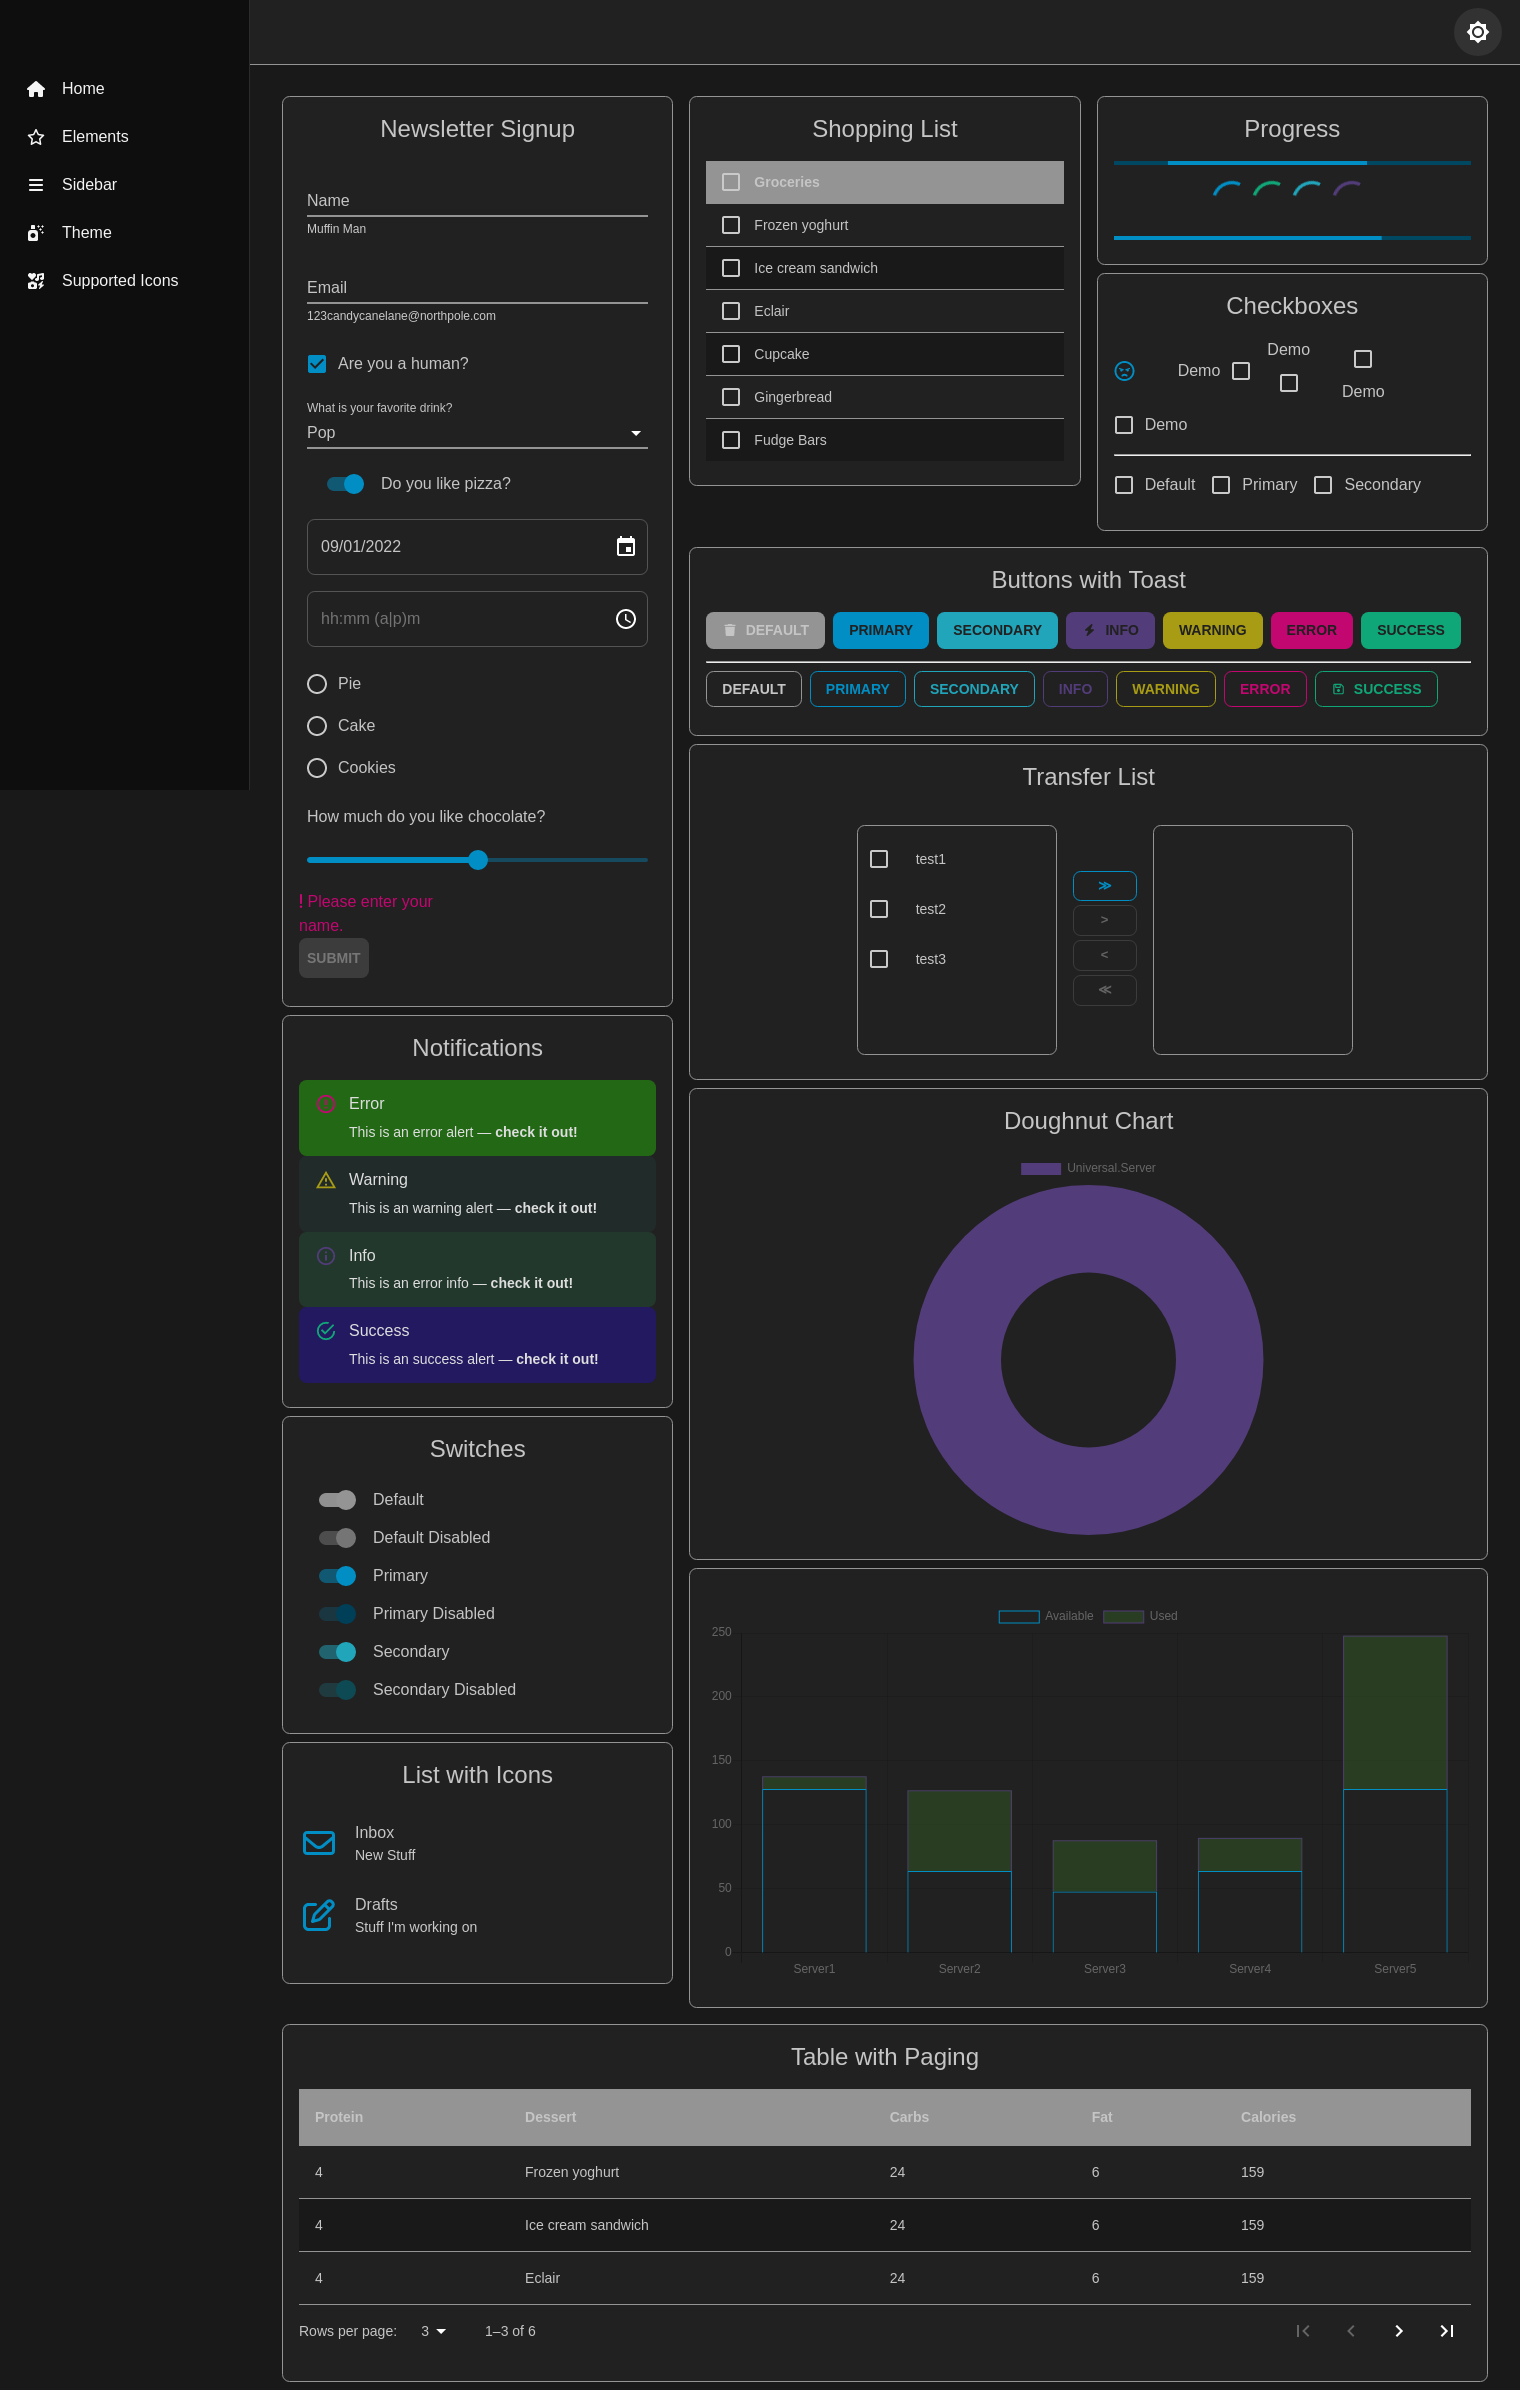 Home
Elements
Sidebar
Theme
Supported Icons
Newsletter Signup
Name
Muffin Man
Email
123candycanelane@northpole.com
Are you a human?
What is your favorite drink?
Pop
Do you like pizza?
09/01/2022
hh:mm (a|p)m
Pie
Cake
Cookies
How much do you like chocolate?
! Please enter your
name.
SUBMIT
Notifications
Error
This is an error alert — check it out!
Warning
This is an warning alert — check it out!
Info
This is an error info — check it out!
Success
This is an success alert — check it out!
Switches
Default
Default Disabled
Primary
Primary Disabled
Secondary
Secondary Disabled
List with Icons
Inbox
New Stuff
Drafts
Stuff I'm working on
Shopping List
Groceries
Frozen yoghurt
Ice cream sandwich
Eclair
Cupcake
Gingerbread
Fudge Bars
Progress
Checkboxes
Demo
Demo
Demo
Demo
Default Primary Secondary
Buttons with Toast
DEFAULT PRIMARY SECONDARY INFO WARNING ERROR SUCCESS
DEFAULT PRIMARY SECONDARY INFO WARNING ERROR SUCCESS
Transfer List
test1
test2
test3
≫
>
<
≪
Doughnut Chart
Universal.Server
Available Used
250
200
150
100
50
0
Server1 Server2 Server3 Server4 Server5
Table with Paging
Protein Dessert Carbs Fat Calories
4 Frozen yoghurt 24 6 159
4 Ice cream sandwich 24 6 159
4 Eclair 24 6 159
Rows per page: 3 1–3 of 6